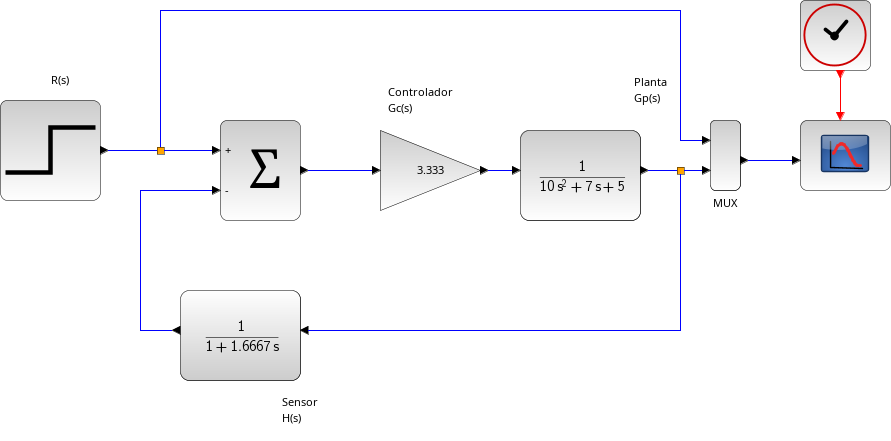 R(s)
Controlador
Gc(s)
Planta
Gp(s)
+
-
Σ
3.333
1
10 s² + 7 s + 5
MUX
1
1 + 1.6667 s
Sensor
H(s)